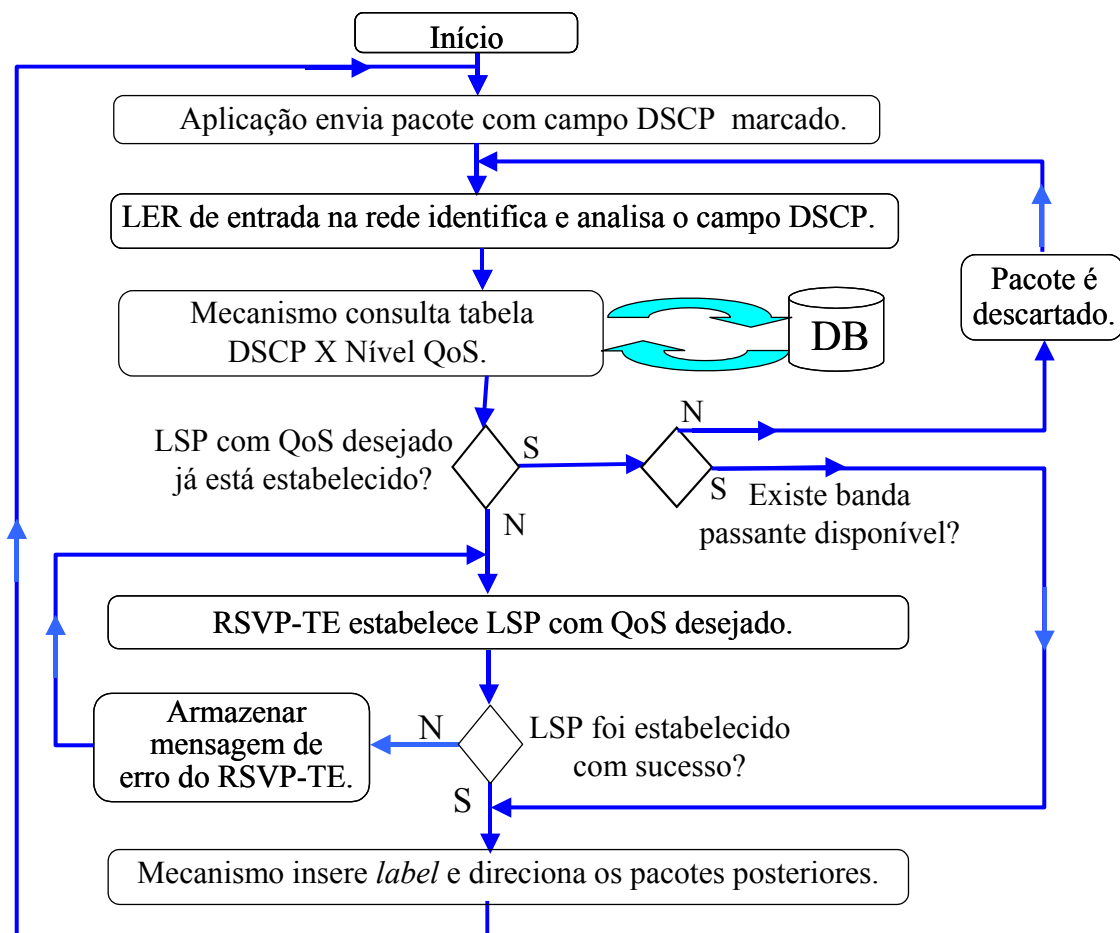 Início
Aplicação envia pacote com campo DSCP marcado.
LER de entrada na rede identifica e analisa o campo DSCP.
Pacote é
descartado.
Mecanismo consulta tabela
DSCP X Nível QoS.
DB
N
LSP com QoS desejado
já está estabelecido?
S
S
Existe banda
passante disponível?
N
RSVP-TE estabelece LSP com QoS desejado.
Armazenar
mensagem de
erro do RSVP-TE.
N
LSP foi estabelecido
com sucesso?
S
Mecanismo insere label e direciona os pacotes posteriores.